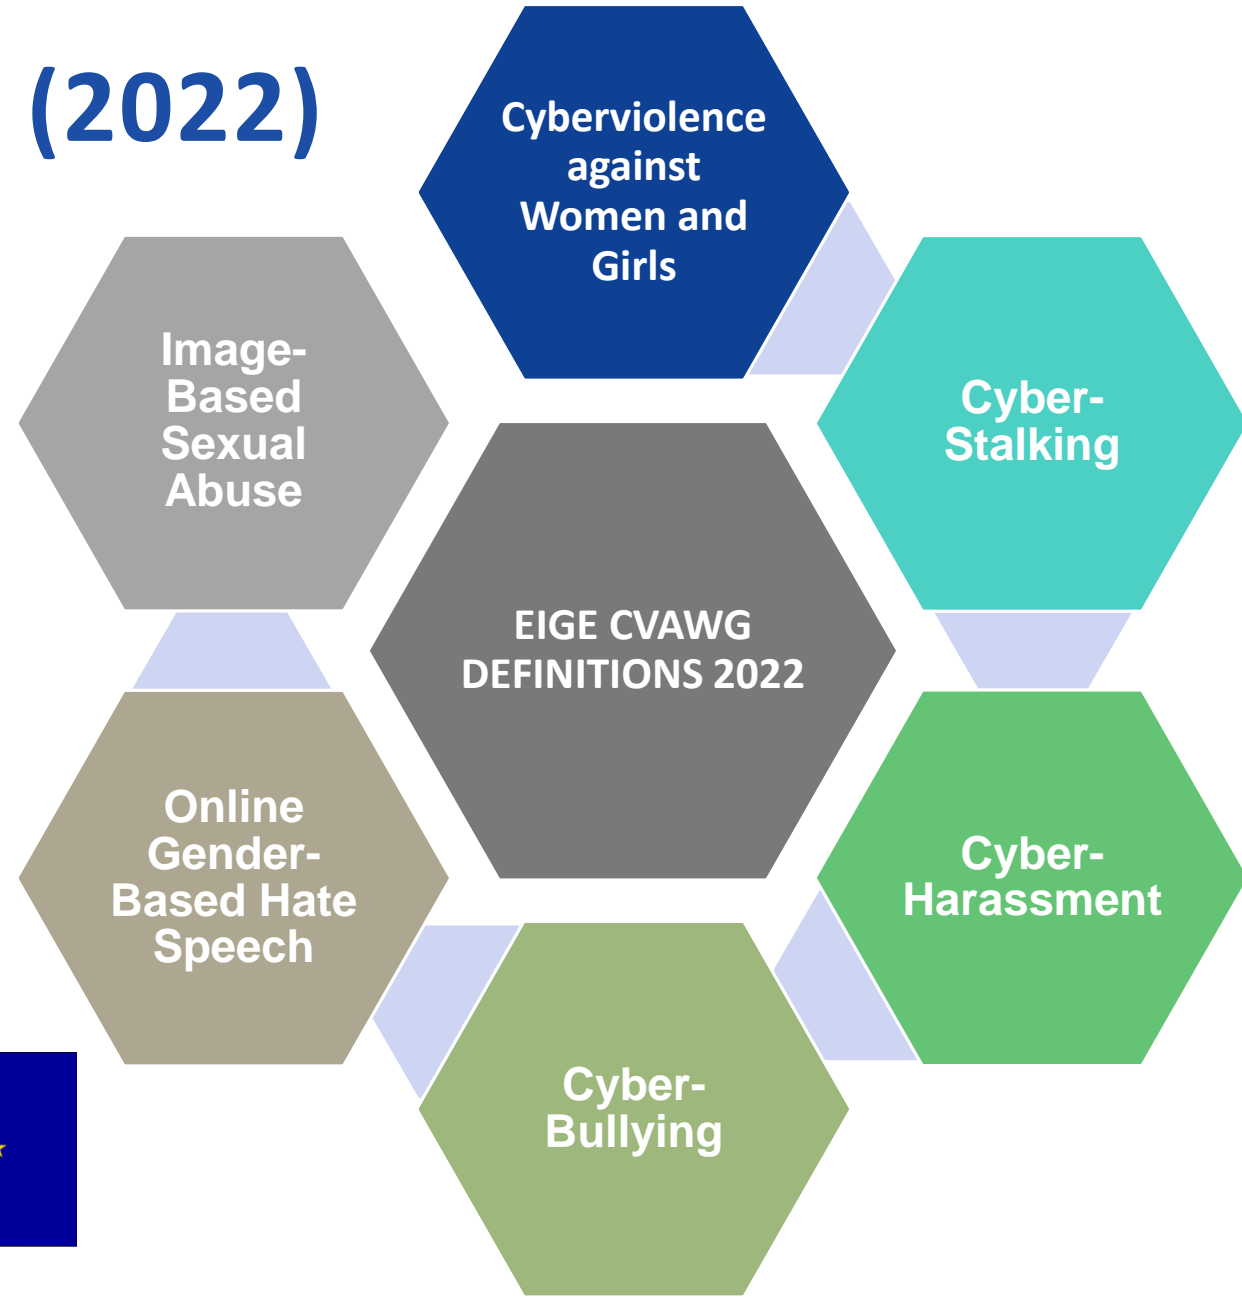 (2022)
Cyberviolence
against
Women and
Girls
Cyber-
Stalking
Cyber-
Harassment
Cyber-
Bullying
Online
Gender-
Based Hate
Speech
Image-
Based
Sexual
Abuse
EIGE CVAWG
DEFINITIONS 2022